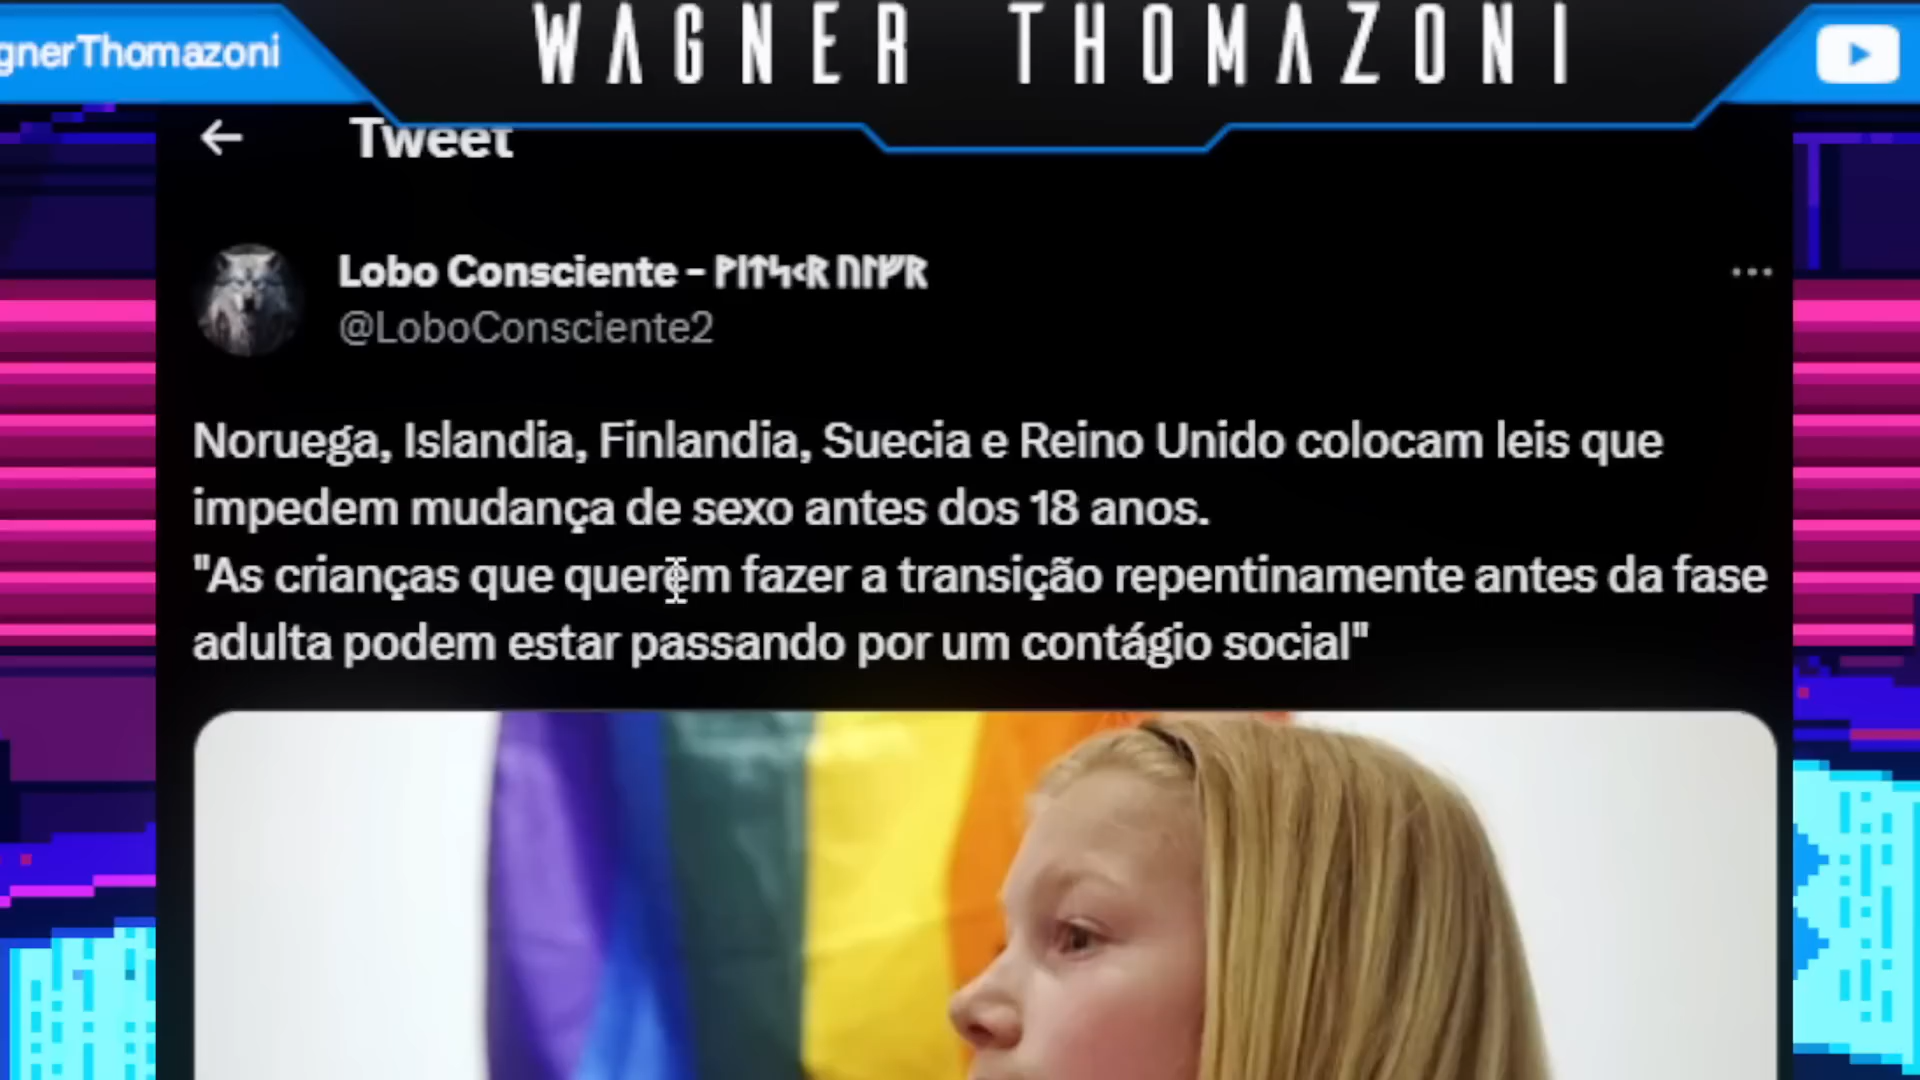 WAGNER THOMAZONI
gnerThomazoni
Tweet
Lobo Consciente -
@LoboConsciente2
Noruega, Islandia, Finlandia, Suecia e Reino Unido colocam leis que
impedem mudança de sexo antes dos 18 anos.
"As crianças que querem fazer a transição repentinamente antes da fase
adulta podem estar passando por um contágio social"